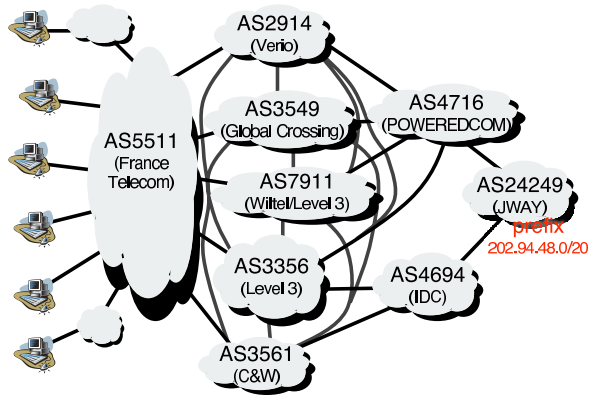 AS2914
(Verio)
AS3549
(Global Crossing)
AS4716
(POWEREDCOM)
AS5511
(France
Telecom)
AS7911
(Wiltel/Level 3)
AS24249
(JWAY)
prefix
202.94.48.0/20
AS3356
(Level 3)
AS4694
(IDC)
AS3561
(C&W)